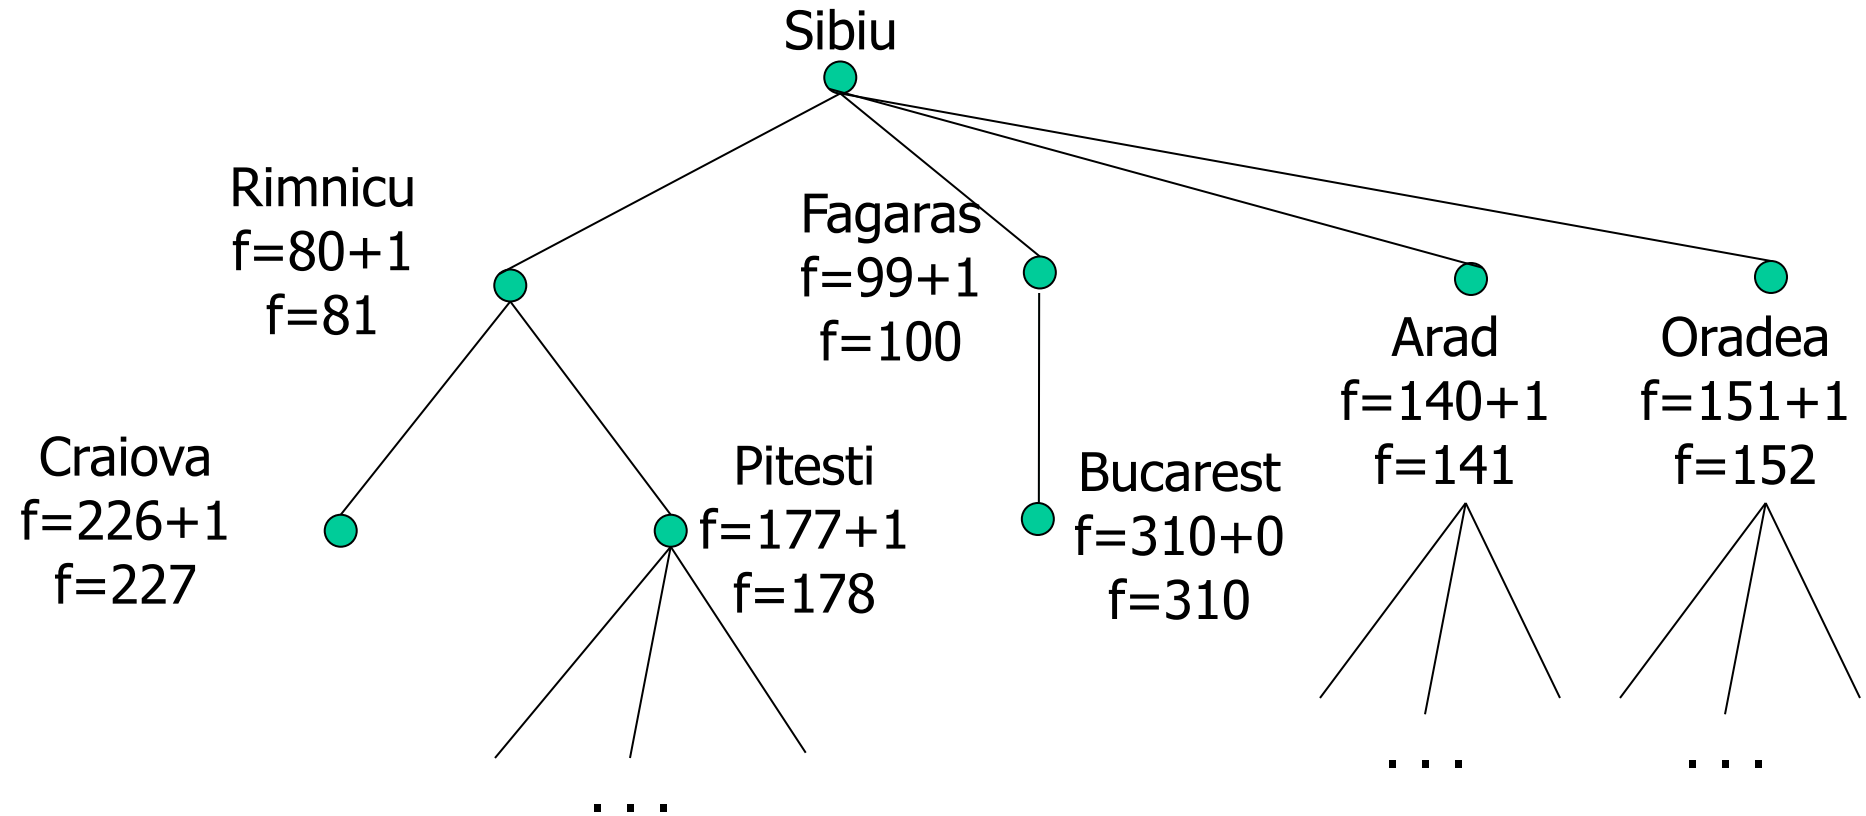 Sibiu
Rimnicu
f=80+1
f=81
Fagaras
f=99+1
f=100
Arad
f=140+1
f=141
Oradea
f=151+1
f=152
Craiova
f=226+1
f=227
Pitesti
f=177+1
f=178
Bucarest
f=310+0
f=310
. . .
. . .
. . .